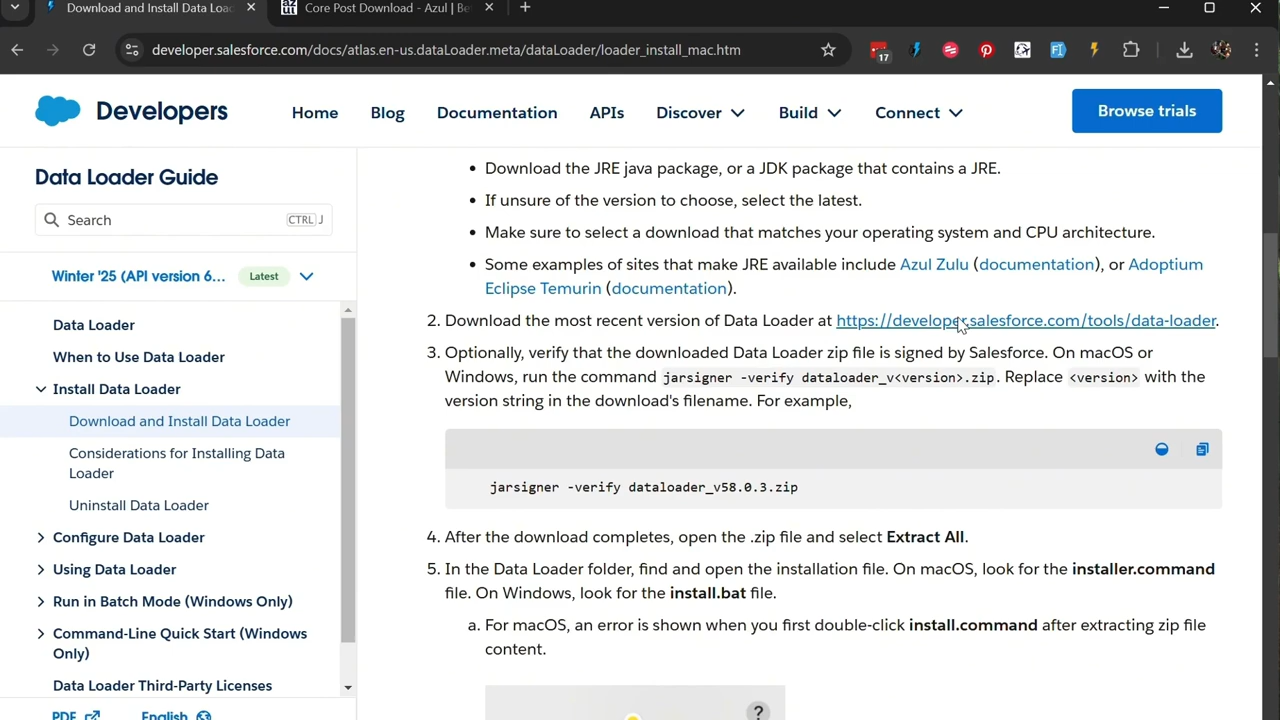 Download and Install Data Loa
Core Post Download - Azul | Be
developer.salesforce.com/docs/atlas.en-us.dataLoader.meta/dataLoader/loader_install_mac.htm
17
Developers
Home
Blog
Documentation
APIs
Discover
Build
Connect
Browse trials
Data Loader Guide
Search
CTRL J
Winter '25 (API version 6...
Latest
Data Loader
When to Use Data Loader
Install Data Loader
Download and Install Data Loader
Considerations for Installing Data
Loader
Uninstall Data Loader
Configure Data Loader
Using Data Loader
Run in Batch Mode (Windows Only)
Command-Line Quick Start (Windows
Only)
Data Loader Third-Party Licenses
PDF
English
• Download the JRE java package, or a JDK package that contains a JRE.
• If unsure of the version to choose, select the latest.
• Make sure to select a download that matches your operating system and CPU architecture.
• Some examples of sites that make JRE available include Azul Zulu (documentation), or Adoptium
Eclipse Temurin (documentation).
2. Download the most recent version of Data Loader at https://developer.salesforce.com/tools/data-loader.
3. Optionally, verify that the downloaded Data Loader zip file is signed by Salesforce. On macOS or
Windows, run the command jarsigner -verify dataloader_v<version>.zip. Replace <version> with the
version string in the download's filename. For example,
jarsigner -verify dataloader_v58.0.3.zip
4. After the download completes, open the .zip file and select Extract All.
5. In the Data Loader folder, find and open the installation file. On macOS, look for the installer.command
file. On Windows, look for the install.bat file.
a. For macOS, an error is shown when you first double-click install.command after extracting zip file
content.
?